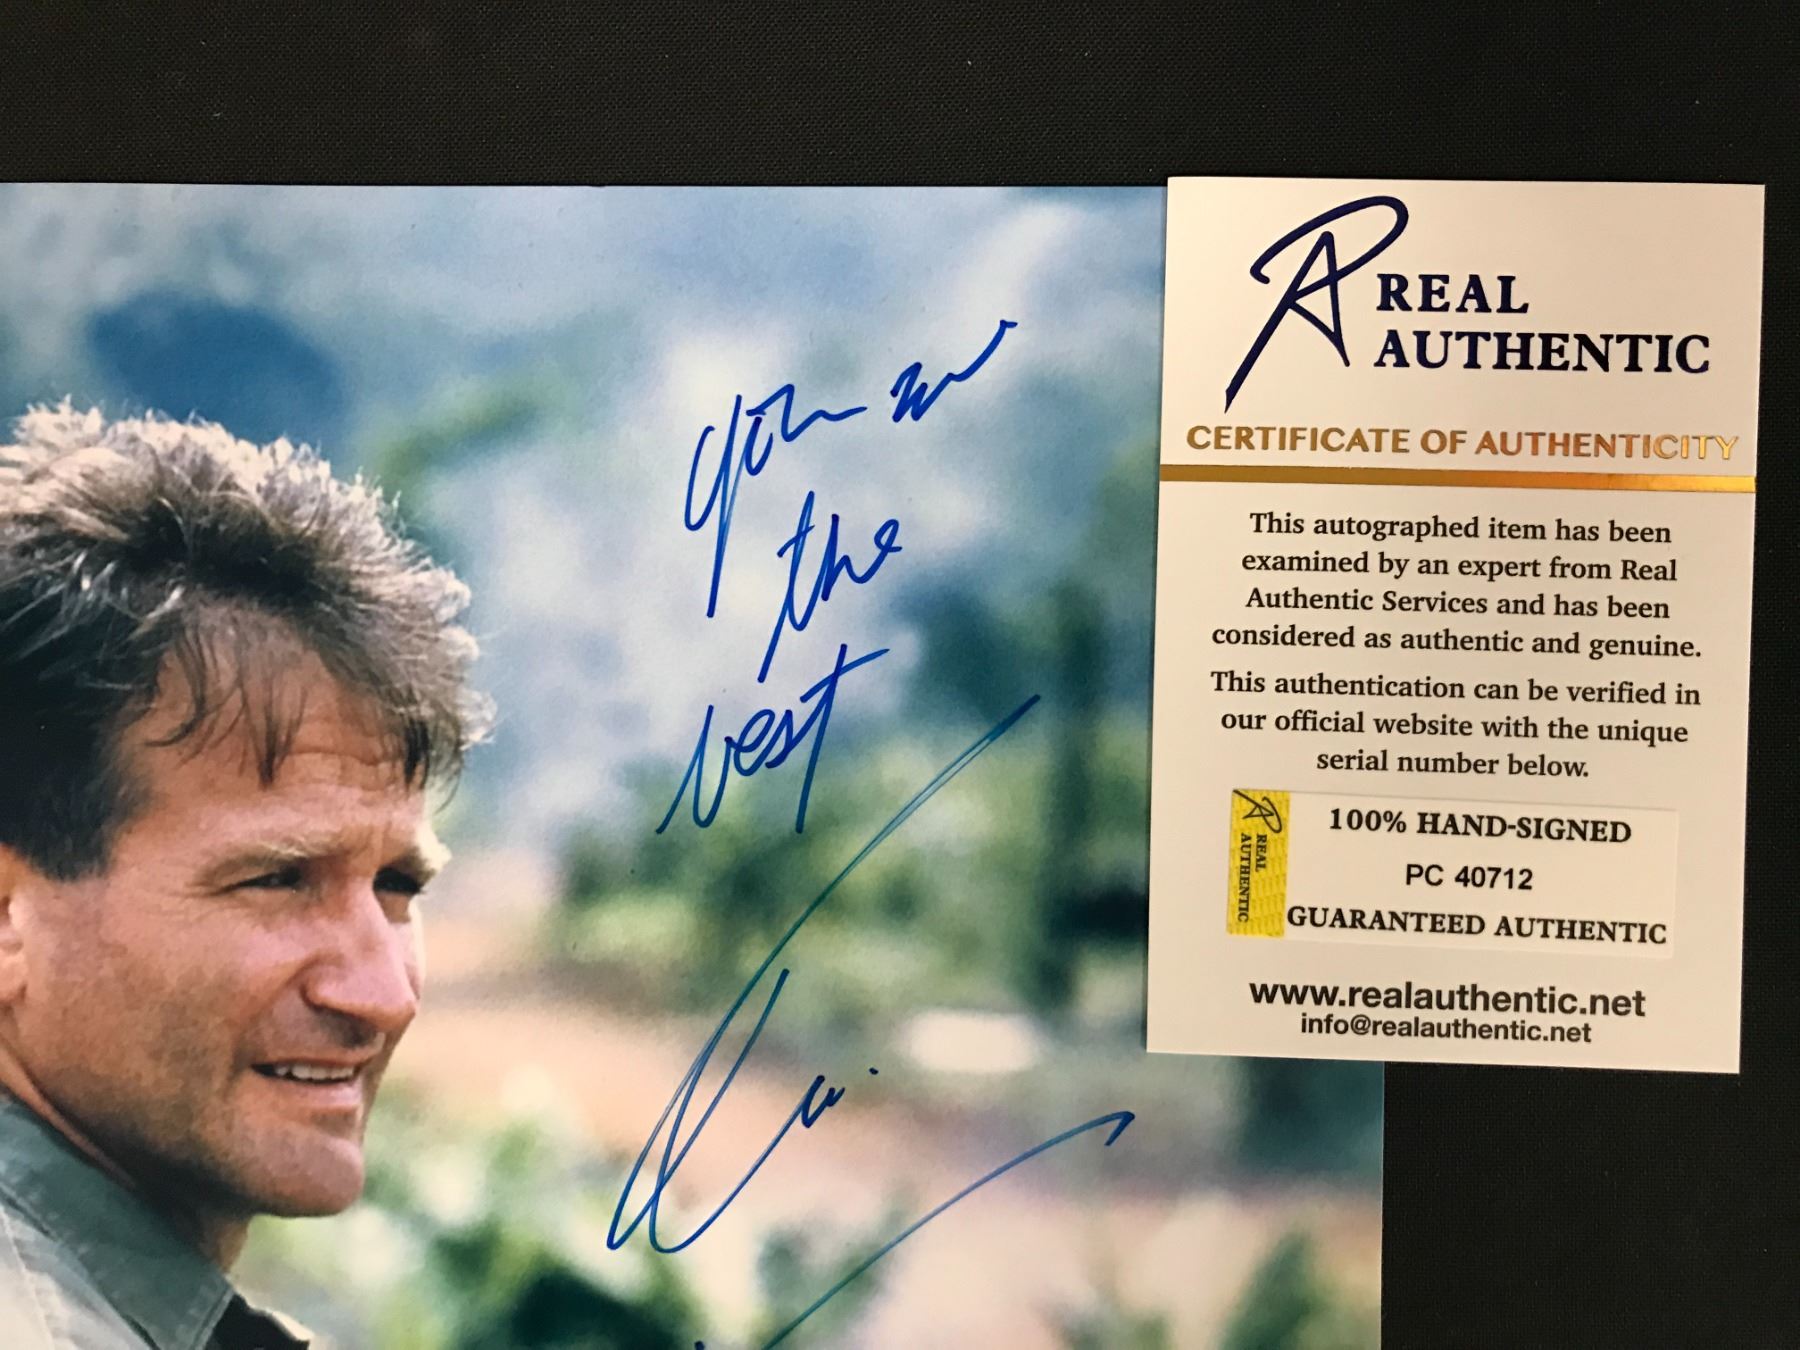 you are
the
best
REAL
AUTHENTIC
CERTIFICATE OF AUTHENTICITY
This autographed item has been
examined by an expert from Real
Authentic Services and has been
considered as authentic and genuine.
This authentication can be verified in
our official website with the unique
serial number below.
REAL
AUTHENTIC
100% HAND-SIGNED
PC 40712
GUARANTEED AUTHENTIC
www.realauthentic.net
info@realauthentic.net